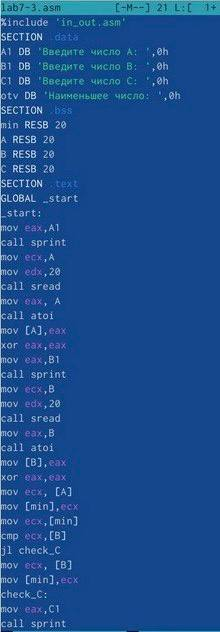 lab7-3.asm [-M--] 21 L:[ 1+
%include 'in_out.asm'
SECTION .data
A1 DB 'Введите число A: ',0h
B1 DB 'Введите число B: ',0h
C1 DB 'Введите число C: ',0h
otv DB 'Наименьшее число: ',0h
SECTION .bss
min RESB 20
A RESB 20
B RESB 20
C RESB 20
SECTION .text
GLOBAL _start
_start:
mov eax,A1
call sprint
mov ecx,A
mov edx,20
call sread
mov eax, A
call atoi
mov [A],eax
xor eax,eax
mov eax,B1
call sprint
mov ecx,B
mov edx,20
call sread
mov eax,B
call atoi
mov [B],eax
xor eax,eax
mov ecx, [A]
mov [min],ecx
mov ecx,[min]
cmp ecx,[B]
jl check_C
mov ecx, [B]
mov [min],ecx
check_C:
mov eax,C1
call sprint